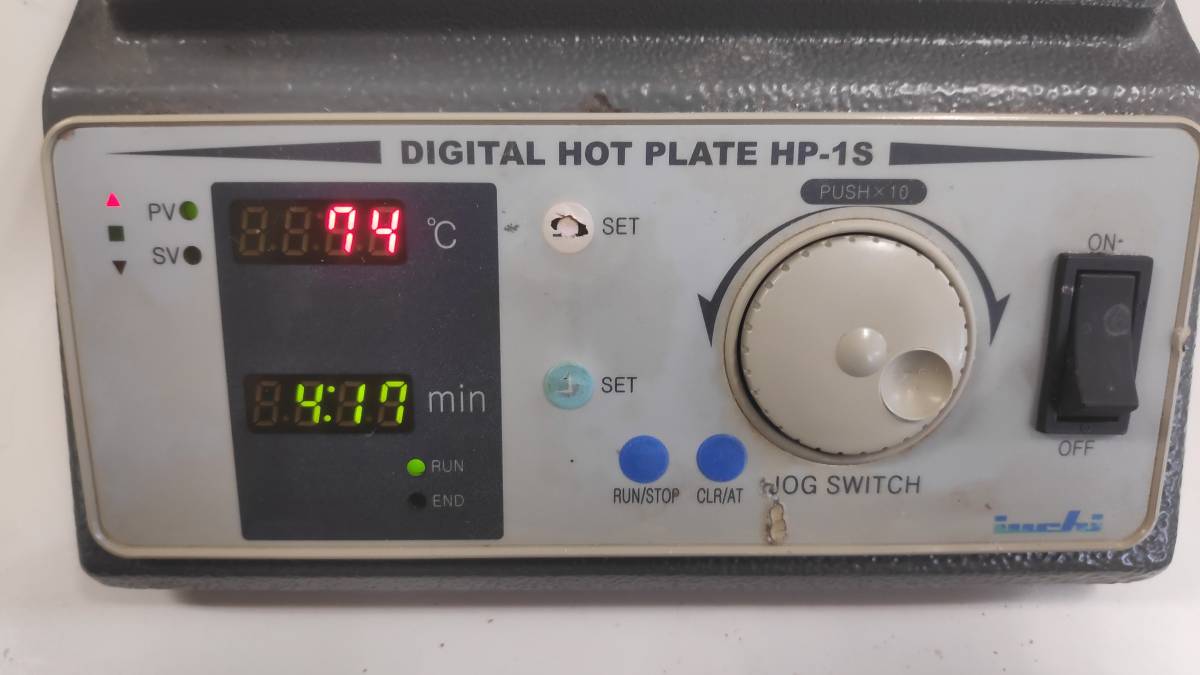 DIGITAL HOT PLATE HP-1S
PUSH × 10
PV
SV
74 °C
SET
ON-
4:17 min
SET
OFF
RUN
END
RUN/STOP
CLR/AT
JOG SWITCH